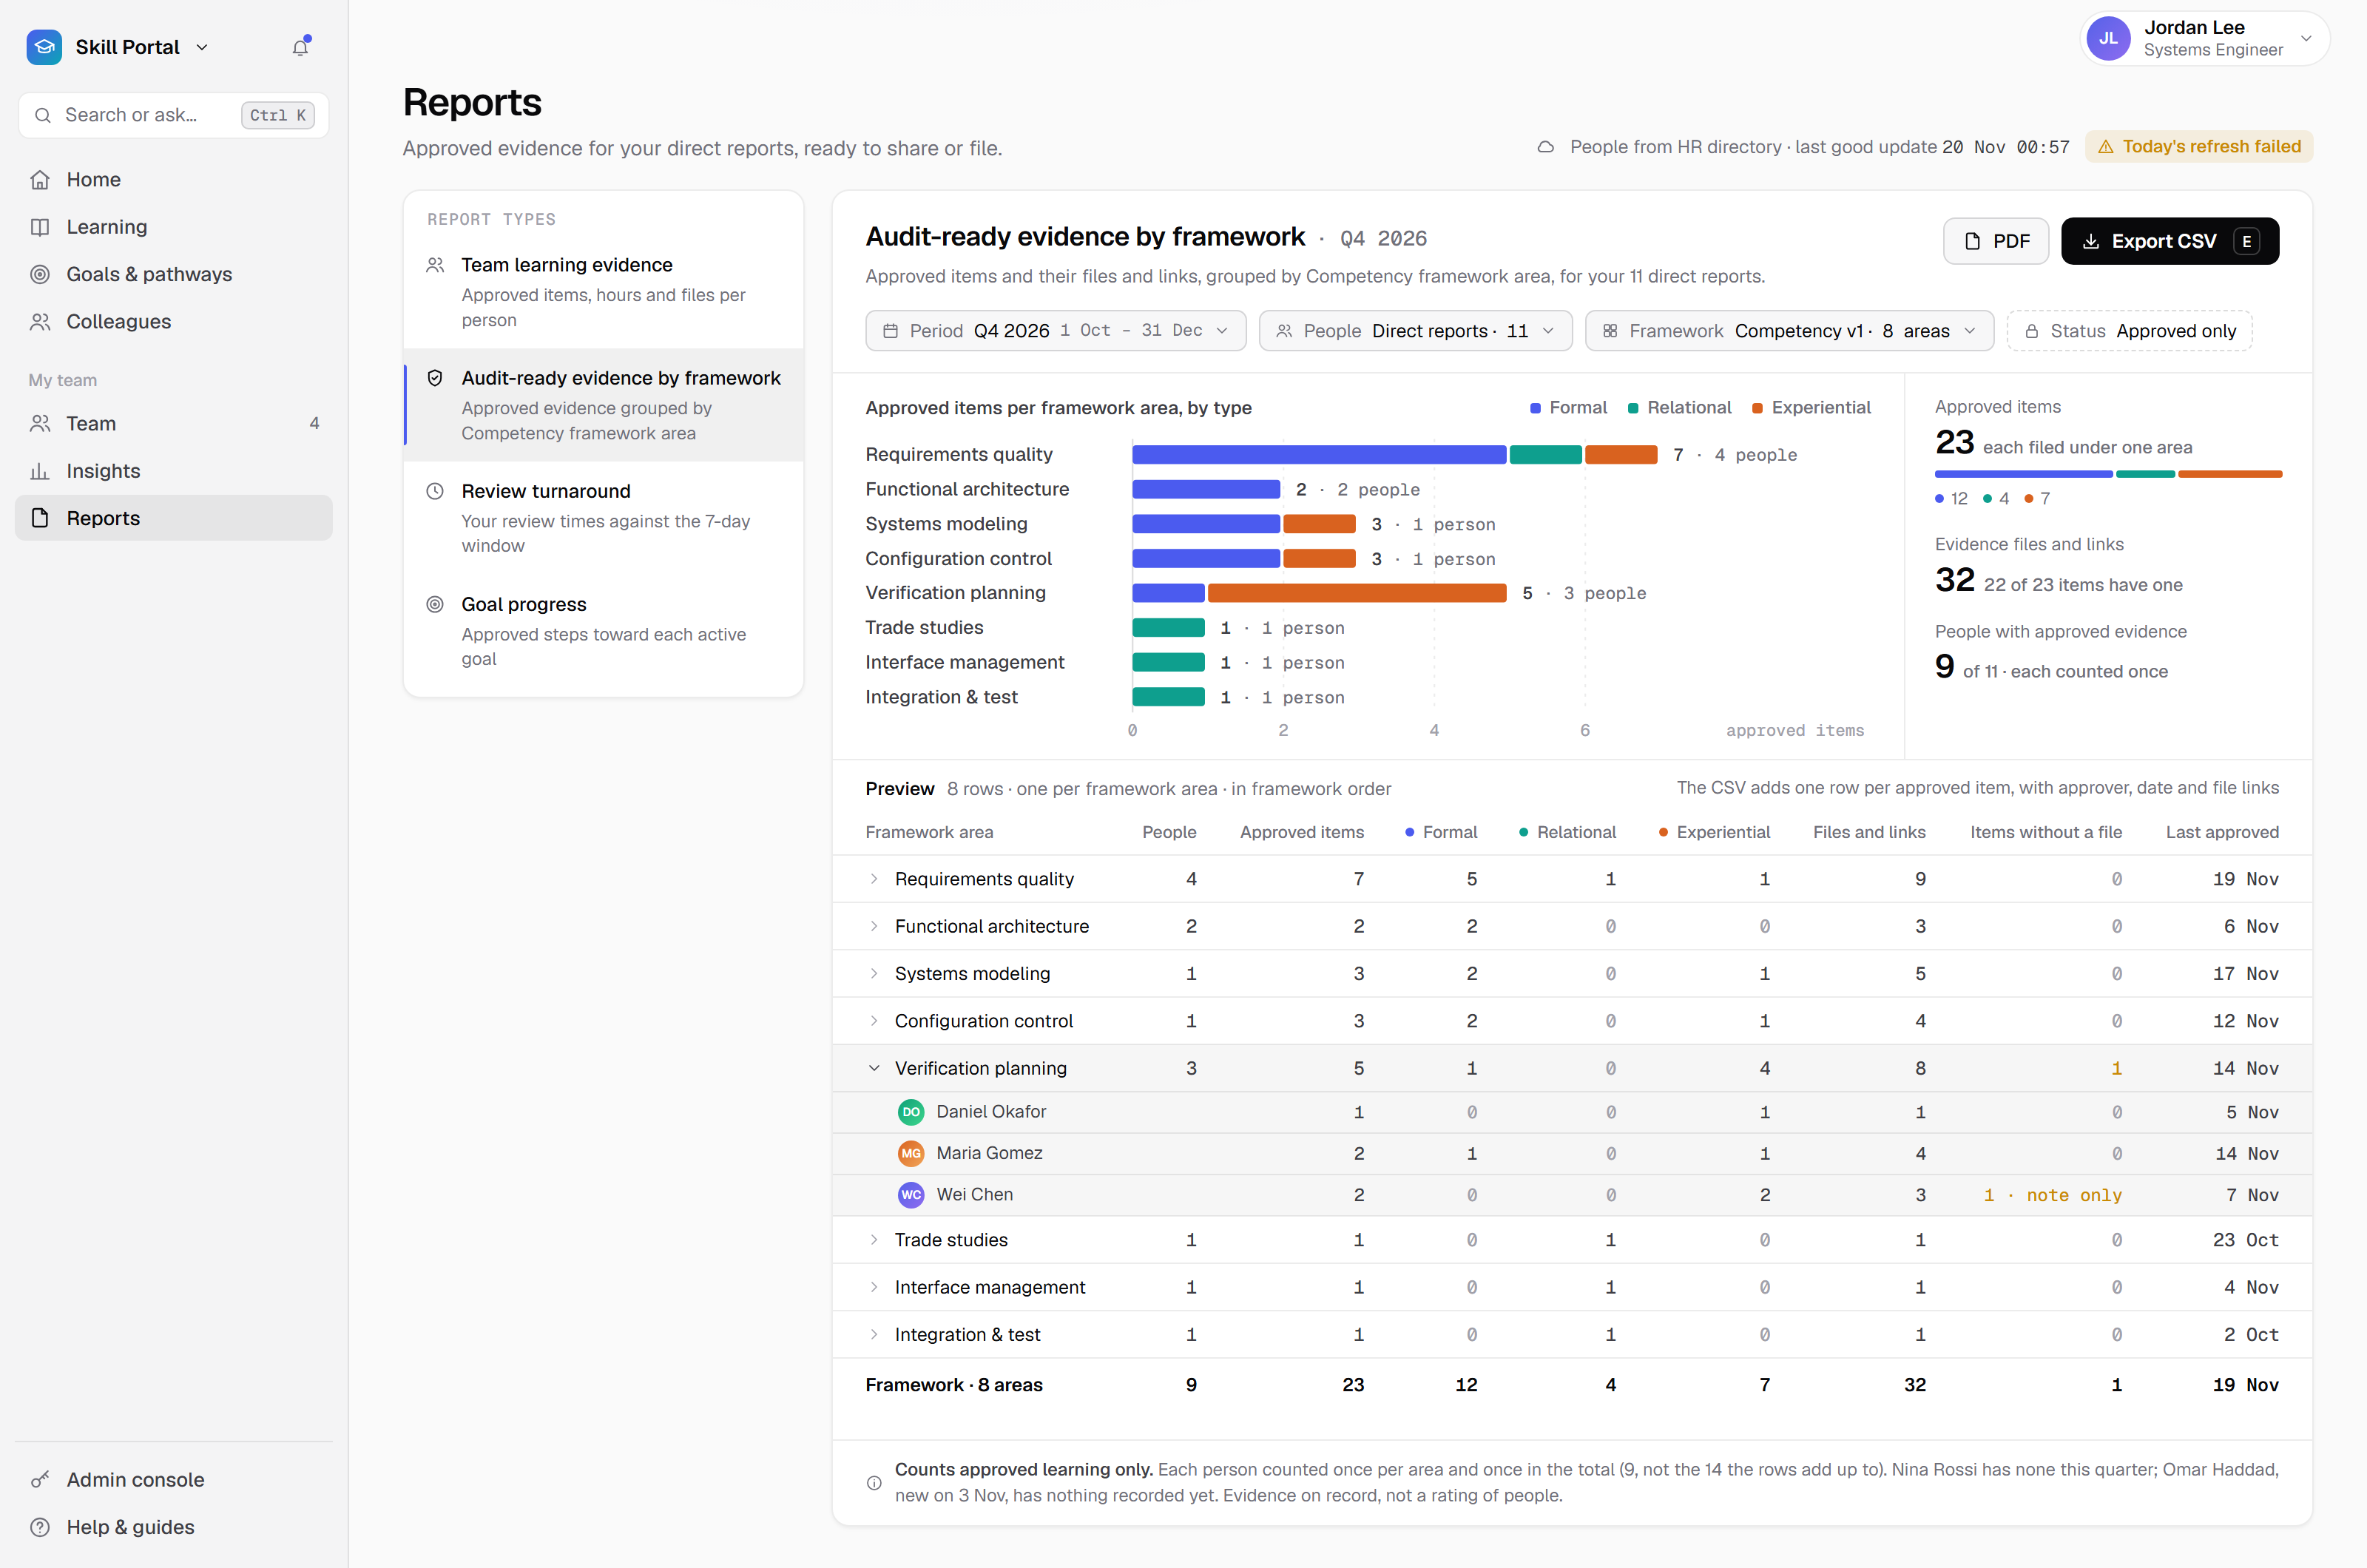 Skill Portal
Search or ask...
Ctrl K
Home
Learning
Goals & pathways
Colleagues
My team
Team 4
Insights
Reports
Admin console
Help & guides
JL
Jordan Lee
Systems Engineer
Reports
Approved evidence for your direct reports, ready to share or file.
People from HR directory · last good update 20 Nov 00:57
Today's refresh failed
REPORT TYPES
Team learning evidence
Approved items, hours and files per
person
Audit-ready evidence by framework
Approved evidence grouped by
Competency framework area
Review turnaround
Your review times against the 7-day
window
Goal progress
Approved steps toward each active
goal
Audit-ready evidence by framework · Q4 2026
Approved items and their files and links, grouped by Competency framework area, for your 11 direct reports.
PDF
Export CSV E
Period Q4 2026 1 Oct – 31 Dec
People Direct reports · 11
Framework Competency v1 · 8 areas
Status Approved only
Approved items per framework area, by type
Formal Relational Experiential
Requirements quality 7 · 4 people
Functional architecture 2 · 2 people
Systems modeling 3 · 1 person
Configuration control 3 · 1 person
Verification planning 5 · 3 people
Trade studies 1 · 1 person
Interface management 1 · 1 person
Integration & test 1 · 1 person
0 2 4 6 approved items
Approved items
23 each filed under one area
12 4 7
Evidence files and links
32 22 of 23 items have one
People with approved evidence
9 of 11 · each counted once
Preview 8 rows · one per framework area · in framework order
The CSV adds one row per approved item, with approver, date and file links
Framework area People Approved items Formal Relational Experiential Files and links Items without a file Last approved
Requirements quality 4 7 5 1 1 9 0 19 Nov
Functional architecture 2 2 2 0 0 3 0 6 Nov
Systems modeling 1 3 2 0 1 5 0 17 Nov
Configuration control 1 3 2 0 1 4 0 12 Nov
Verification planning 3 5 1 0 4 8 1 14 Nov
DO Daniel Okafor 1 0 0 1 1 0 5 Nov
MG Maria Gomez 2 1 0 1 4 0 14 Nov
WC Wei Chen 2 0 0 2 3 1 · note only 7 Nov
Trade studies 1 1 0 1 0 1 0 23 Oct
Interface management 1 1 0 1 0 1 0 4 Nov
Integration & test 1 1 0 1 0 1 0 2 Oct
Framework · 8 areas 9 23 12 4 7 32 1 19 Nov
Counts approved learning only. Each person counted once per area and once in the total (9, not the 14 the rows add up to). Nina Rossi has none this quarter; Omar Haddad,
new on 3 Nov, has nothing recorded yet. Evidence on record, not a rating of people.